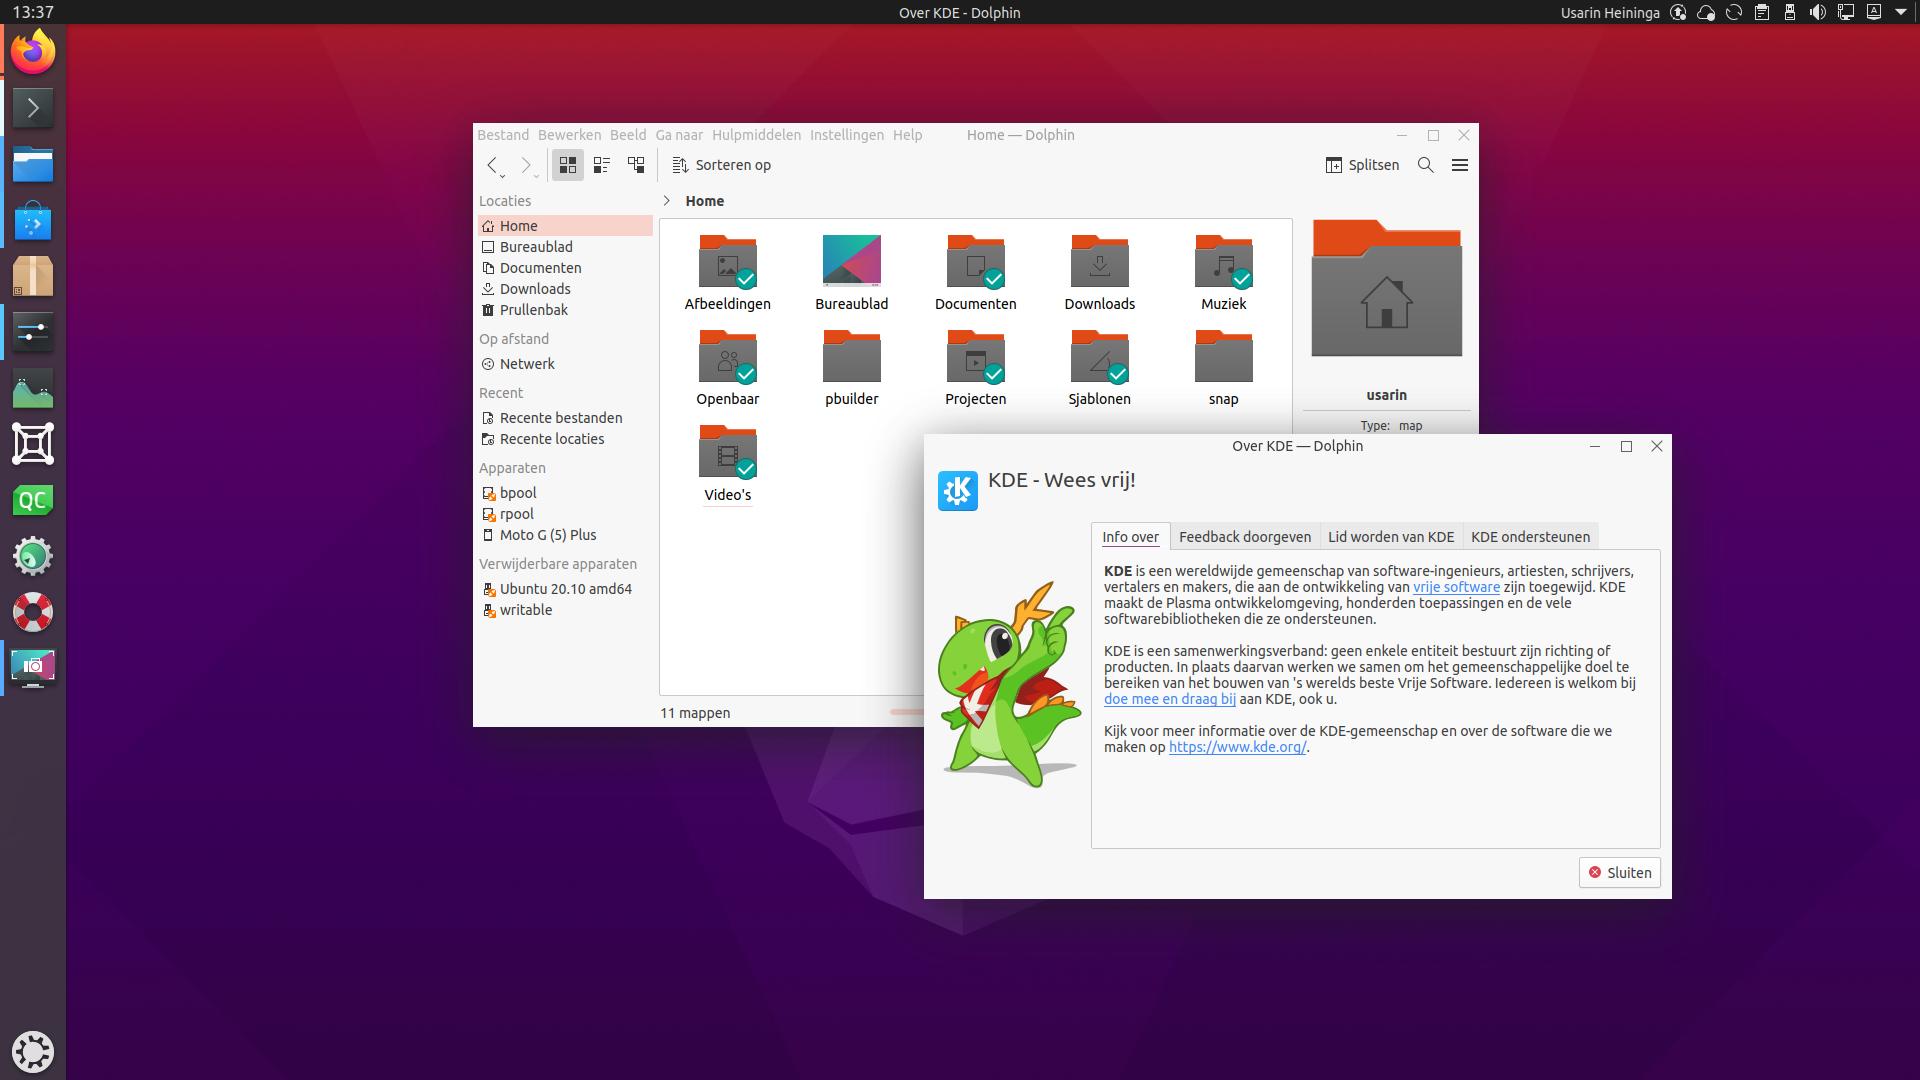 13:37
Over KDE - Dolphin
Usarin Heininga
Bestand Bewerken Beeld Ga naar Hulpmiddelen Instellingen Help
Home — Dolphin
Sorteren op
Splitsen
Locaties
Home
Bureaublad
Documenten
Downloads
Prullenbak
Op afstand
Netwerk
Recent
Recente bestanden
Recente locaties
Apparaten
bpool
rpool
Moto G (5) Plus
Verwijderbare apparaten
Ubuntu 20.10 amd64
writable
Home
Afbeeldingen
Bureaublad
Documenten
Downloads
Muziek
Openbaar
pbuilder
Projecten
Sjablonen
snap
Video's
11 mappen
usarin
Type: map
QC
Over KDE — Dolphin
KDE - Wees vrij!
Info over
Feedback doorgeven
Lid worden van KDE
KDE ondersteunen
KDE is een wereldwijde gemeenschap van software-ingenieurs, artiesten, schrijvers,
vertalers en makers, die aan de ontwikkeling van vrije software zijn toegewijd. KDE
maakt de Plasma ontwikkelomgeving, honderden toepassingen en de vele
softwarebibliotheken die ze ondersteunen.
KDE is een samenwerkingsverband: geen enkele entiteit bestuurt zijn richting of
producten. In plaats daarvan werken we samen om het gemeenschappelijke doel te
bereiken van het bouwen van 's werelds beste Vrije Software. Iedereen is welkom bij
doe mee en draag bij aan KDE, ook u.
Kijk voor meer informatie over de KDE-gemeenschap en over de software die we
maken op https://www.kde.org/.
Sluiten